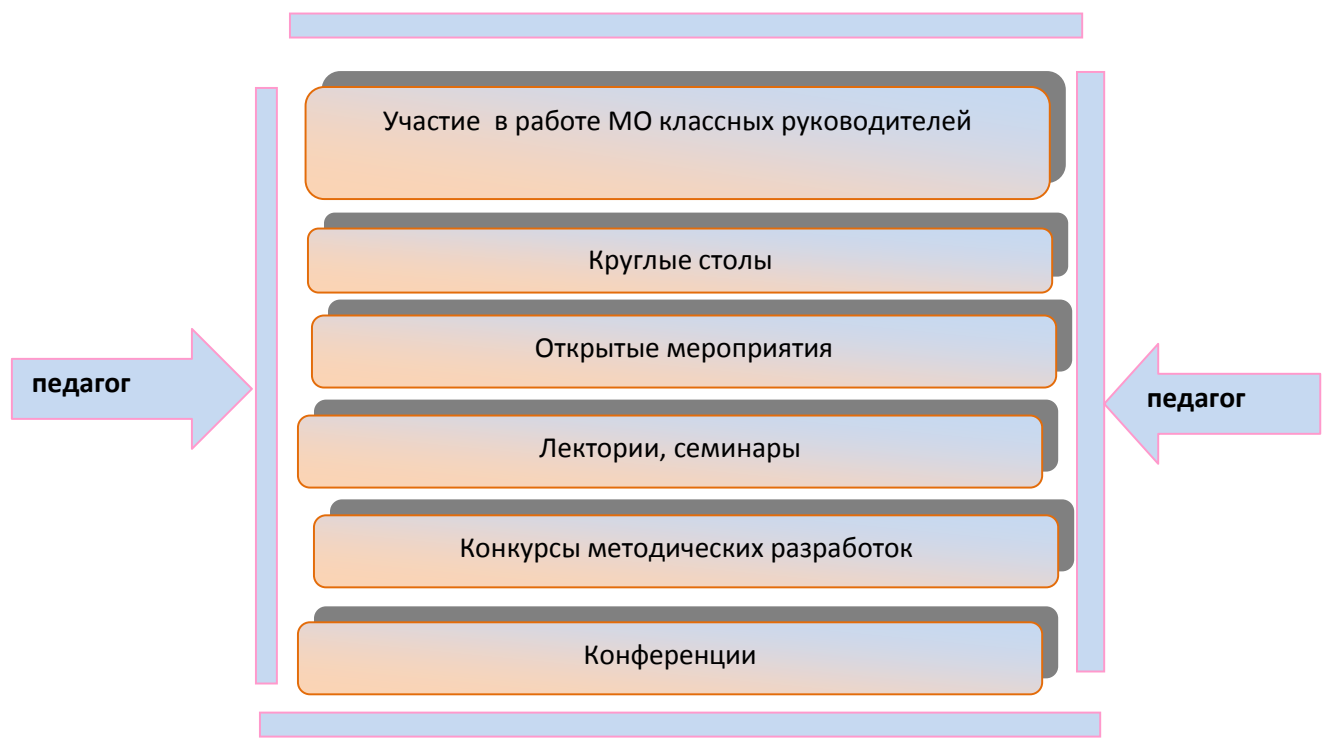 Участие  в работе МО классных руководителей
Круглые столы
Открытые мероприятия
педагог
педагог
Лектории, семинары
Конкурсы методических разработок
Конференции